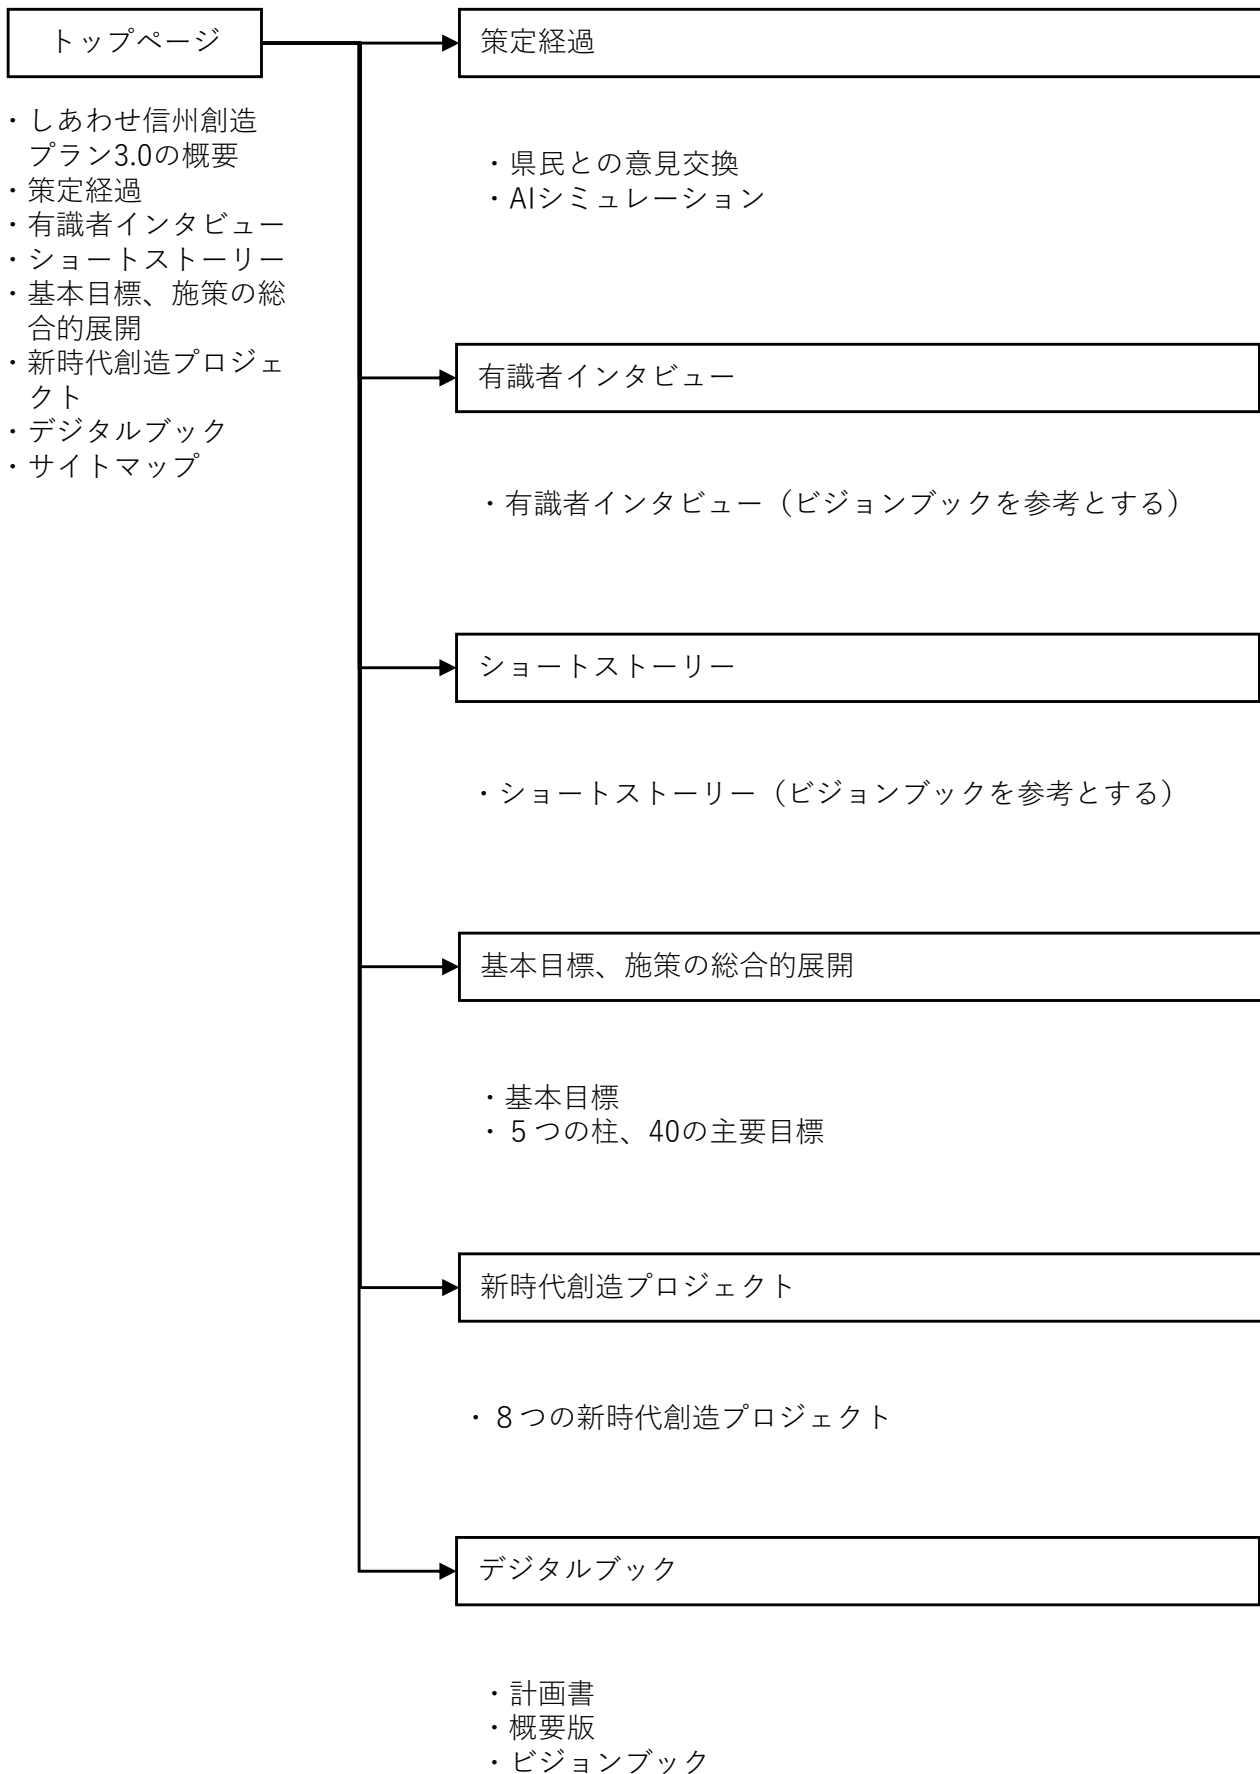 トップページ
・しあわせ信州創造
プラン3.0の概要
・策定経過
・有識者インタビュー
・ショートストーリー
・基本目標、施策の総
合的展開
・新時代創造プロジェ
クト
・デジタルブック
・サイトマップ
策定経過
・県民との意見交換
・AIシミュレーション
有識者インタビュー
・有識者インタビュー（ビジョンブックを参考とする）
ショートストーリー
・ショートストーリー（ビジョンブックを参考とする）
基本目標、施策の総合的展開
・基本目標
・５つの柱、40の主要目標
新時代創造プロジェクト
・８つの新時代創造プロジェクト
デジタルブック
・計画書
・概要版
・ビジョンブック